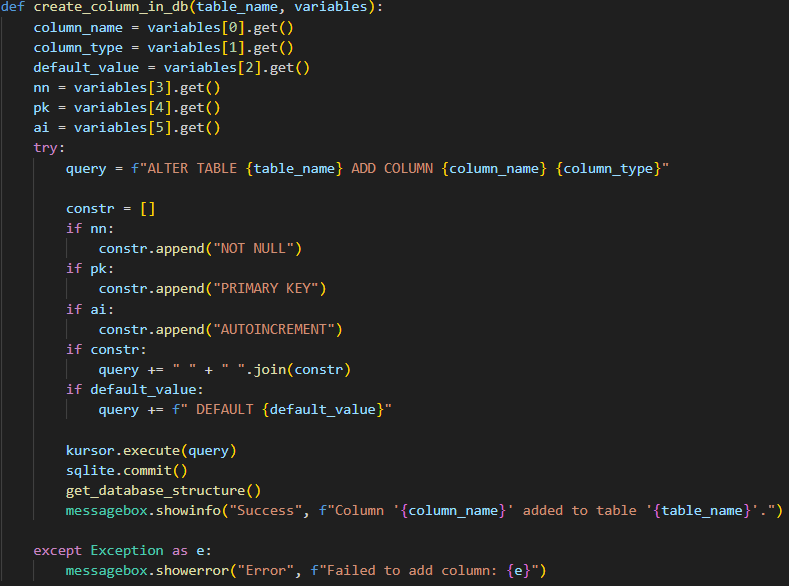 def create_column_in_db(table_name, variables):
    column_name = variables[0].get()
    column_type = variables[1].get()
    default_value = variables[2].get()
    nn = variables[3].get()
    pk = variables[4].get()
    ai = variables[5].get()
    try:
        query = f"ALTER TABLE {table_name} ADD COLUMN {column_name} {column_type}"
        constr = []
        if nn:
            constr.append("NOT NULL")
        if pk:
            constr.append("PRIMARY KEY")
        if ai:
            constr.append("AUTOINCREMENT")
        if constr:
            query += " " + " ".join(constr)
        if default_value:
            query += f" DEFAULT {default_value}"
        kursor.execute(query)
        sqlite.commit()
        get_database_structure()
        messagebox.showinfo("Success", f"Column '{column_name}' added to table '{table_name}'.")
    except Exception as e:
        messagebox.showerror("Error", f"Failed to add column: {e}")